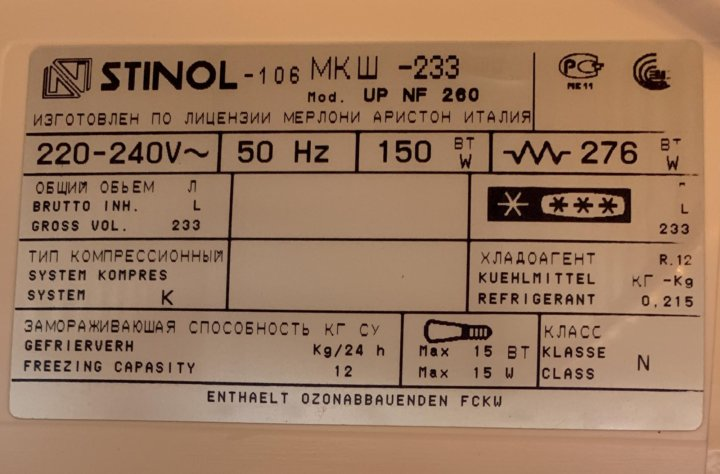 STINOL -106 МКШ -233
Mod. UP NF 260
РСТ
МЕ11
ИЗГОТОВЛЕН ПО ЛИЦЕНЗИИ МЕРЛОНИ АРИСТОН ИТАЛИЯ
220-240V~ 50 Hz 150 ВТ W 276 ВТ W
ОБЩИЙ ОБЬЕМ Л
BRUTTO INH. L L
GROSS VOL. 233 233
ТИП КОМПРЕССИОННЫЙ ХЛАДОАГЕНТ R.12
SYSTEM KOMPRES KUEHLMITTEL КГ -Kg
SYSTEM K REFRIGERANT 0,215
ЗАМОРАЖИВАЮЩАЯ СПОСОБНОСТЬ КГ СУ КЛАСС
GEFRIERVERH Kg/24 h Max 15 ВТ KLASSE
FREEZING CAPASITY 12 Max 15 W CLASS N
ENTHAELT OZONABBAUENDEN FCKW